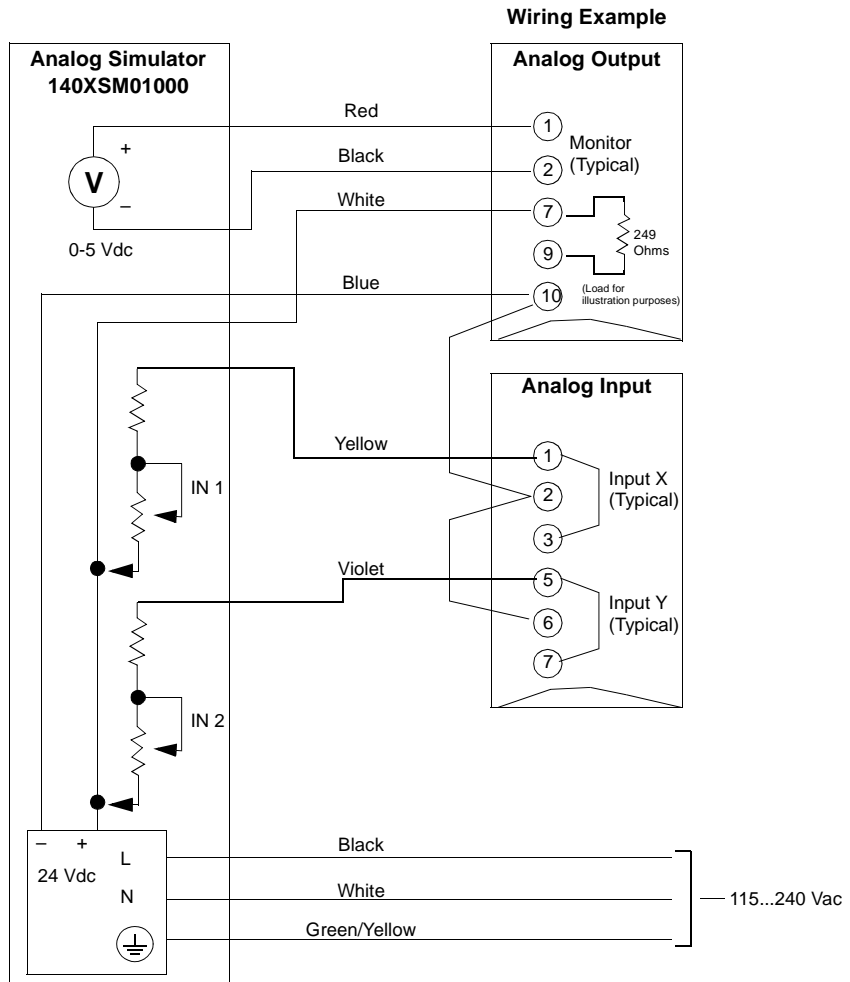 Wiring Example
Analog Simulator
140XSM01000
Analog Output
Red
1
+
Monitor
(Typical)
Black
2
V
White
7
–
249
Ohms
0-5 Vdc
9
Blue
10
(Load for
illustration purposes)
Analog Input
Yellow
1
IN 1
Input X
(Typical)
2
3
Violet
5
Input Y
(Typical)
6
7
IN 2
– +
24 Vdc
L
Black
N
White
115...240 Vac
Green/Yellow